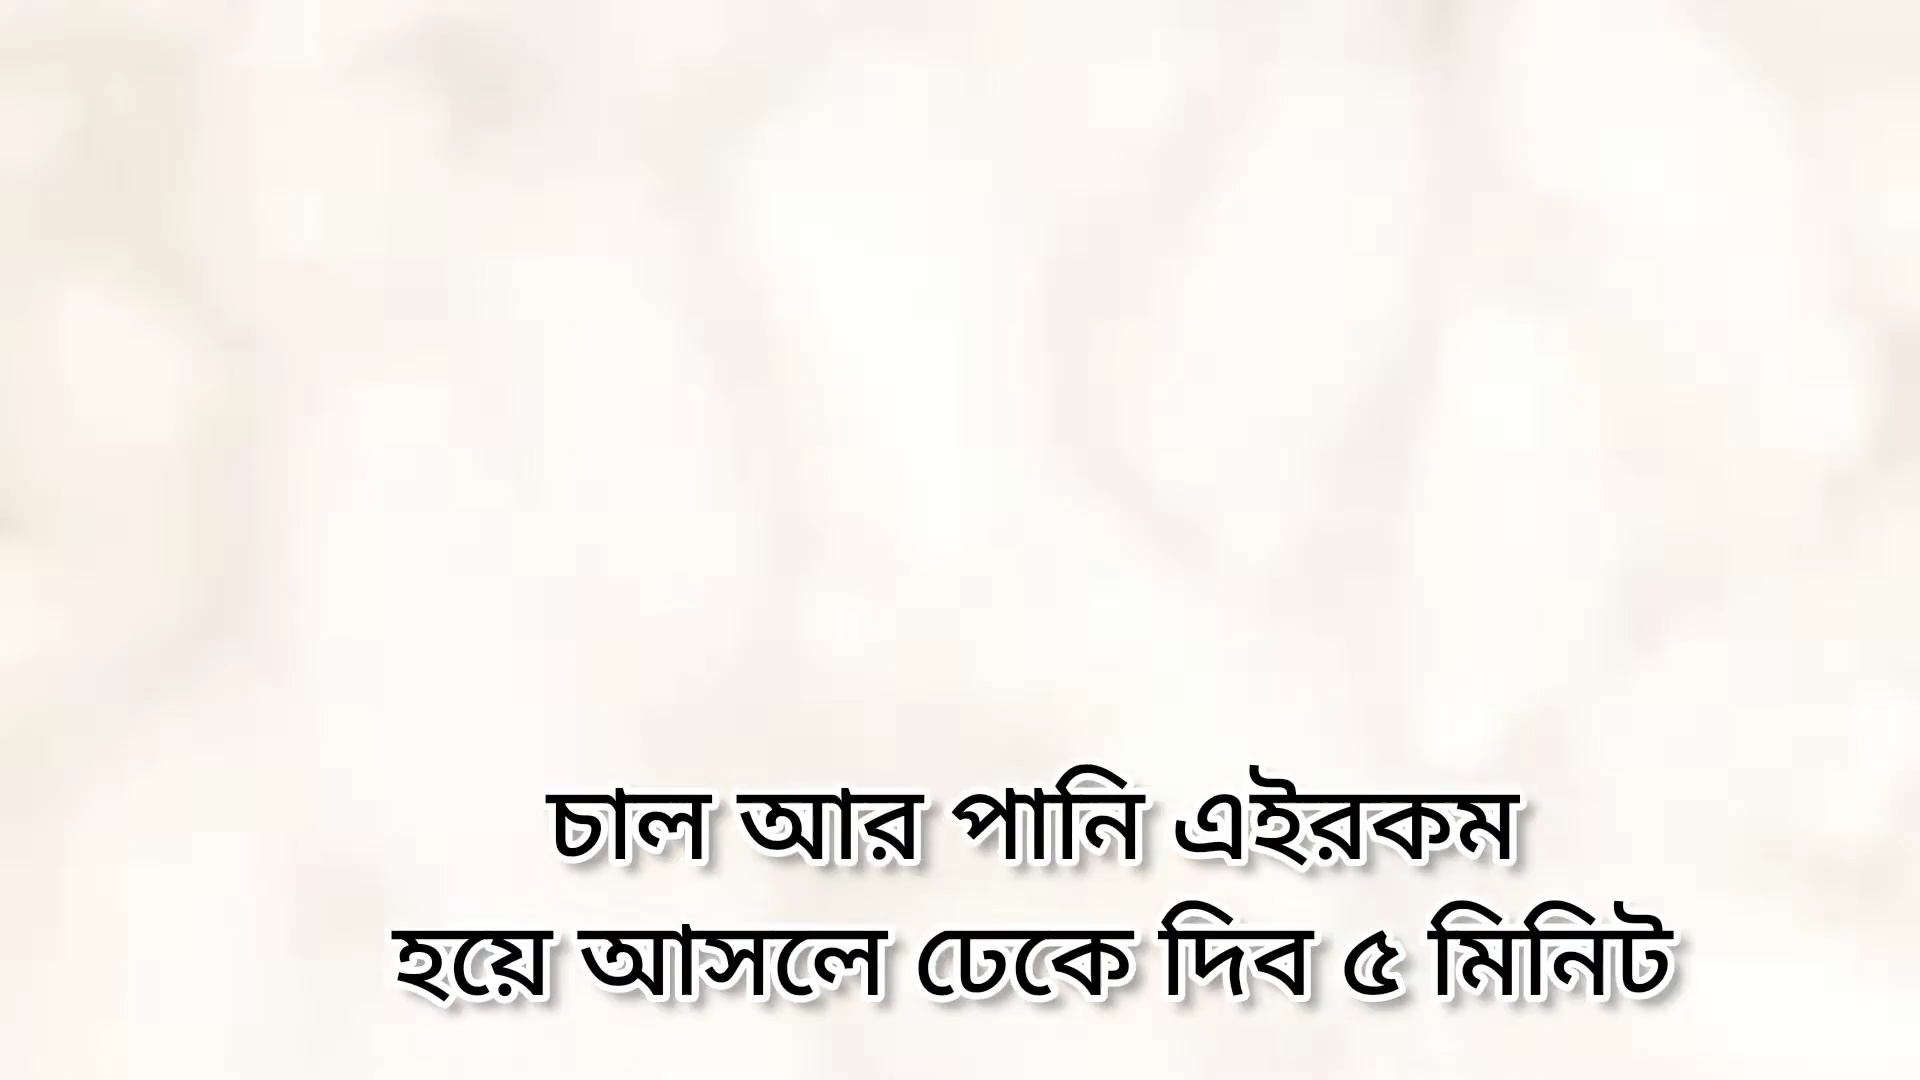 চাল আর পানি এইরকম
হয়ে আসলে ঢেকে দিব ৫ মিনিট